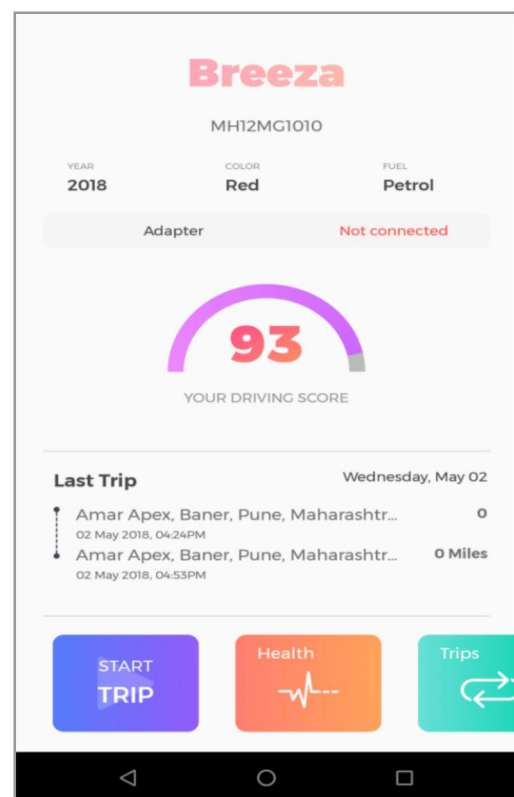 Breeza
MH12MG1010
YEAR COLOR FUEL
2018 Red Petrol
Adapter Not connected
93
YOUR DRIVING SCORE
Last Trip Wednesday, May 02
Amar Apex, Baner, Pune, Maharashtr... 0
02 May 2018, 04:24PM
Amar Apex, Baner, Pune, Maharashtr... 0 Miles
02 May 2018, 04:53PM
START
TRIP
Health
Trips